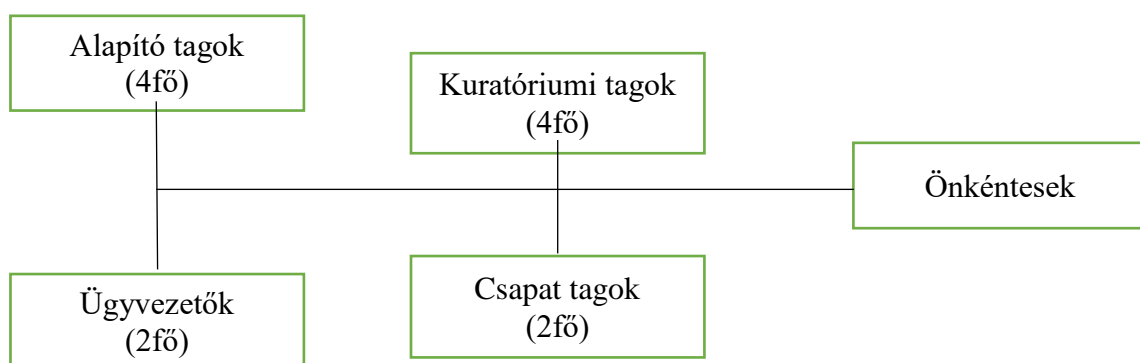 Alapító tagok
(4fő)
Kuratóriumi tagok
(4fő)
Önkéntesek
Ügyvezetők
(2fő)
Csapat tagok
(2fő)